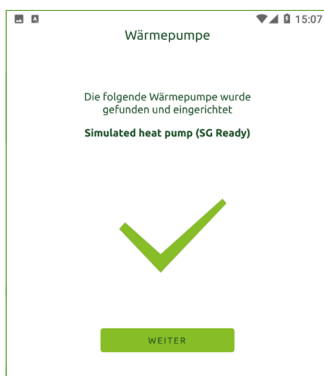 15:07
Wärmepumpe
Die folgende Wärmepumpe wurde
gefunden und eingerichtet
Simulated heat pump (SG Ready)
WEITER